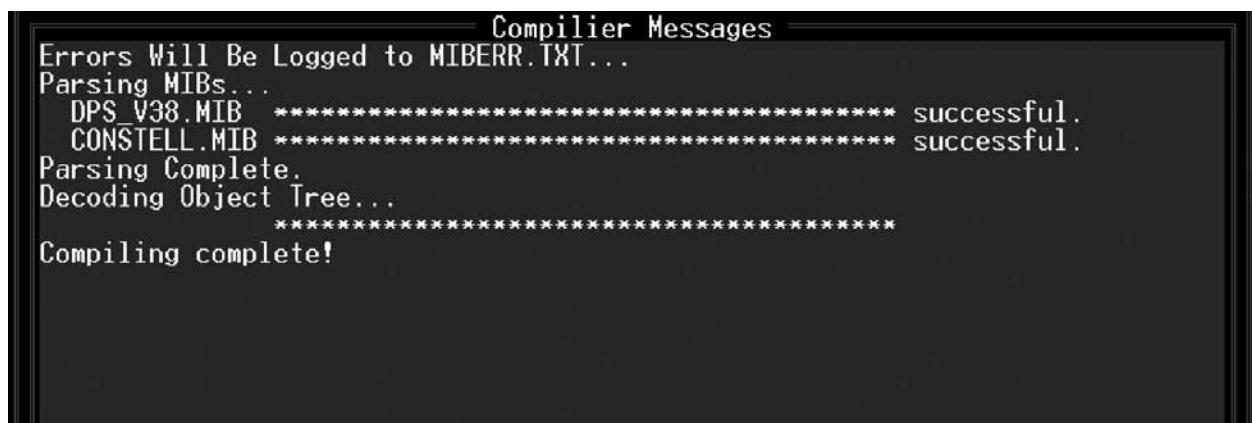 Compilier Messages
Errors Will Be Logged to MIBERR.TXT...
Parsing MIBs...
DPS_V38.MIB **************************************** successful.
CONSTELL.MIB **************************************** successful.
Parsing Complete.
Decoding Object Tree...
****************************************
Compiling complete!